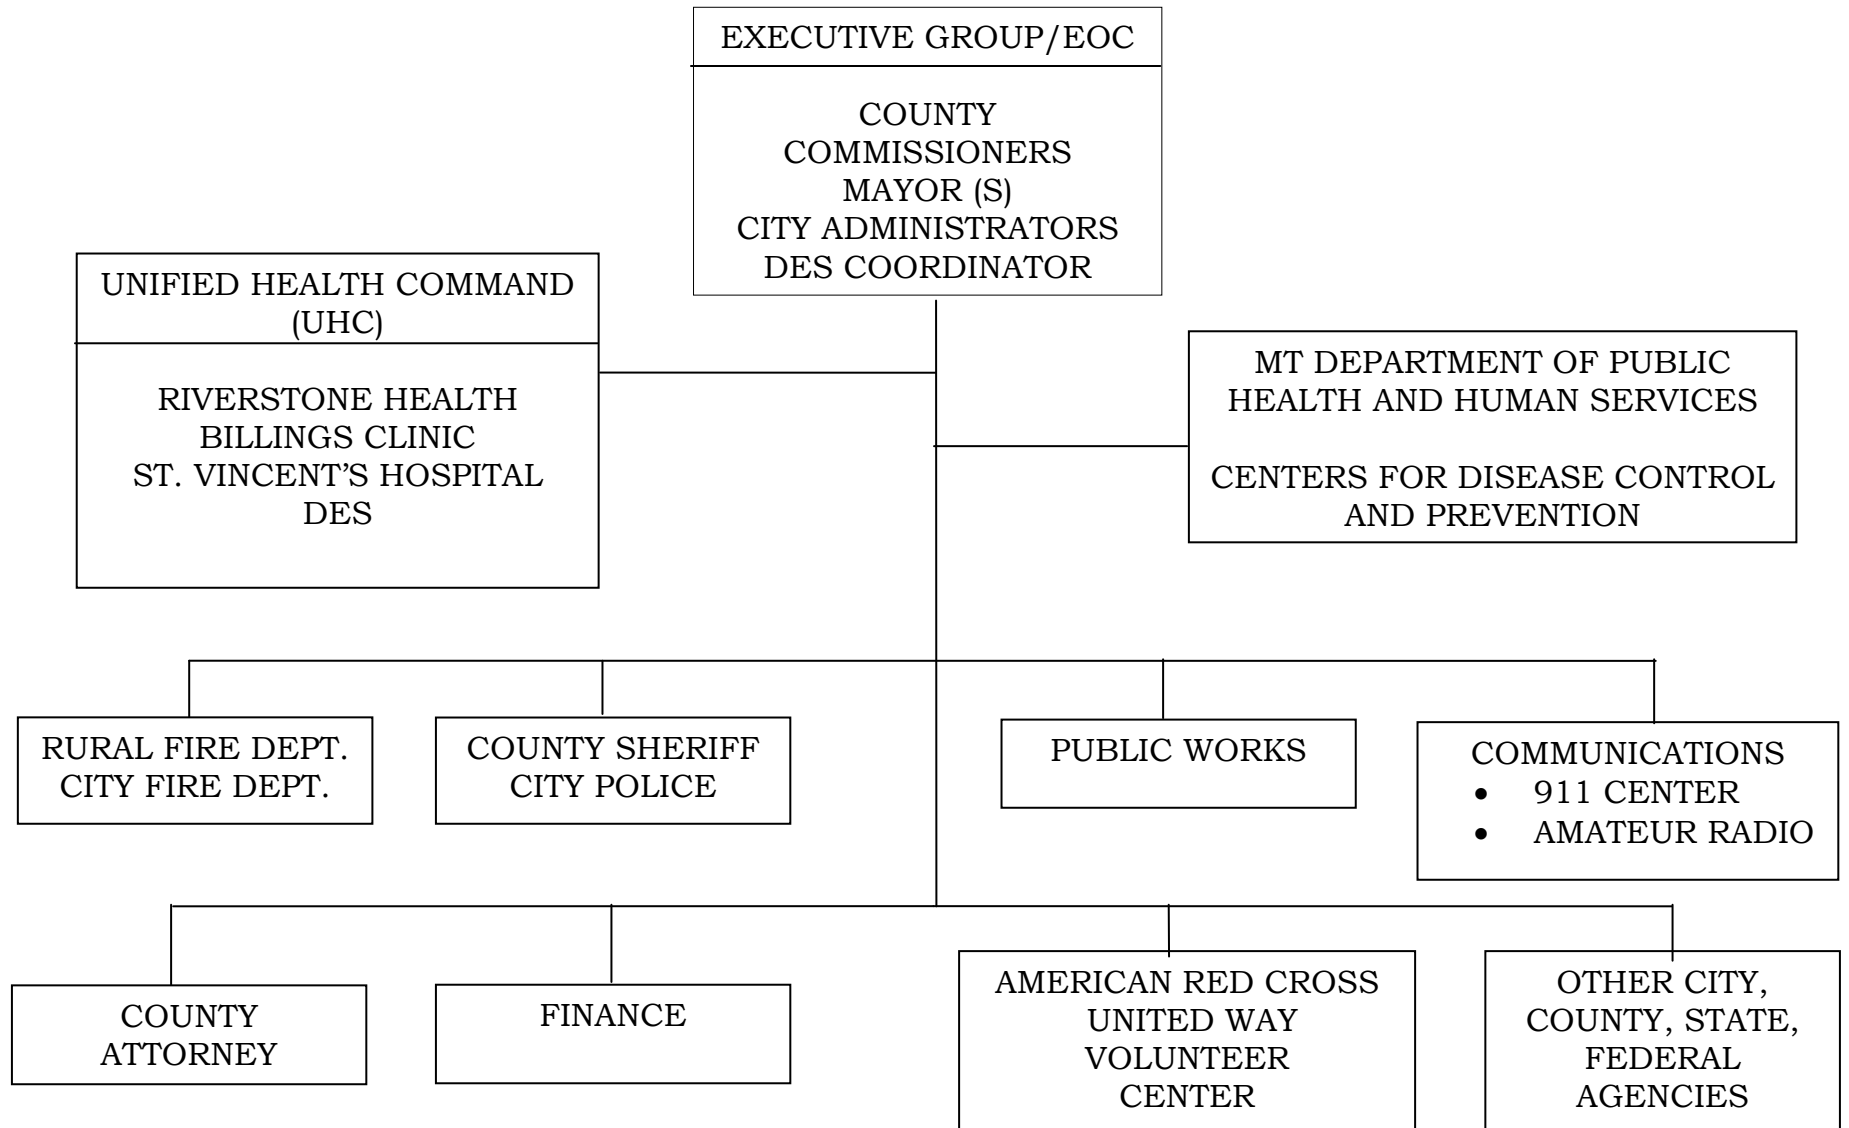 EXECUTIVE GROUP/EOC
COUNTY
COMMISSIONERS
MAYOR (S)
CITY ADMINISTRATORS
DES COORDINATOR
UNIFIED HEALTH COMMAND
(UHC)
RIVERSTONE HEALTH
BILLINGS CLINIC
ST. VINCENT’S HOSPITAL
DES
MT DEPARTMENT OF PUBLIC
HEALTH AND HUMAN SERVICES
CENTERS FOR DISEASE CONTROL
AND PREVENTION
RURAL FIRE DEPT.
CITY FIRE DEPT.
COUNTY SHERIFF
CITY POLICE
PUBLIC WORKS
COMMUNICATIONS
• 911 CENTER
• AMATEUR RADIO
COUNTY
ATTORNEY
FINANCE
AMERICAN RED CROSS
UNITED WAY
VOLUNTEER
CENTER
OTHER CITY,
COUNTY, STATE,
FEDERAL
AGENCIES